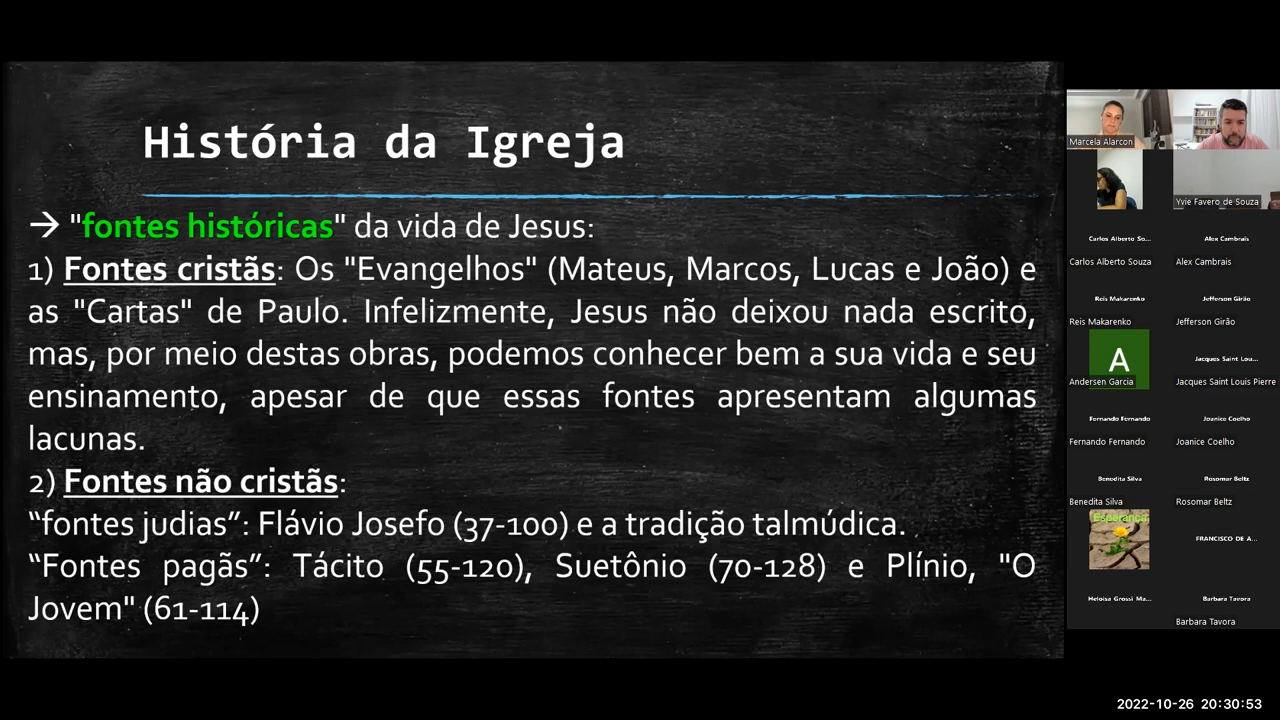 História da Igreja
→ "fontes históricas" da vida de Jesus:
1) Fontes cristãs: Os "Evangelhos" (Mateus, Marcos, Lucas e João) e
as "Cartas" de Paulo. Infelizmente, Jesus não deixou nada escrito,
mas, por meio destas obras, podemos conhecer bem a sua vida e seu
ensinamento, apesar de que essas fontes apresentam algumas
lacunas.
2) Fontes não cristãs:
“fontes judias”: Flávio Josefo (37-100) e a tradição talmúdica.
“Fontes pagãs”: Tácito (55-120), Suetônio (70-128) e Plínio, "O
Jovem" (61-114)
Marcela Alarcon
Yvie Favero de Souza
Carlos Alberto So...
Alex Cambrais
Carlos Alberto Souza
Alex Cambrais
Reis Makarenko
Jefferson Girão
Reis Makarenko
Jefferson Girão
A
Jacques Saint Lou...
Andersen Garcia
Jacques Saint Louis Pierre
Fernando Fernando
Joanice Coelho
Fernando Fernando
Joanice Coelho
Benedita Silva
Rosomar Beltz
Benedita Silva
Rosomar Beltz
Esperança
FRANCISCO DE A...
Heloisa Grossi Ma...
Barbara Tavora
Barbara Tavora
2022-10-26 20:30:53